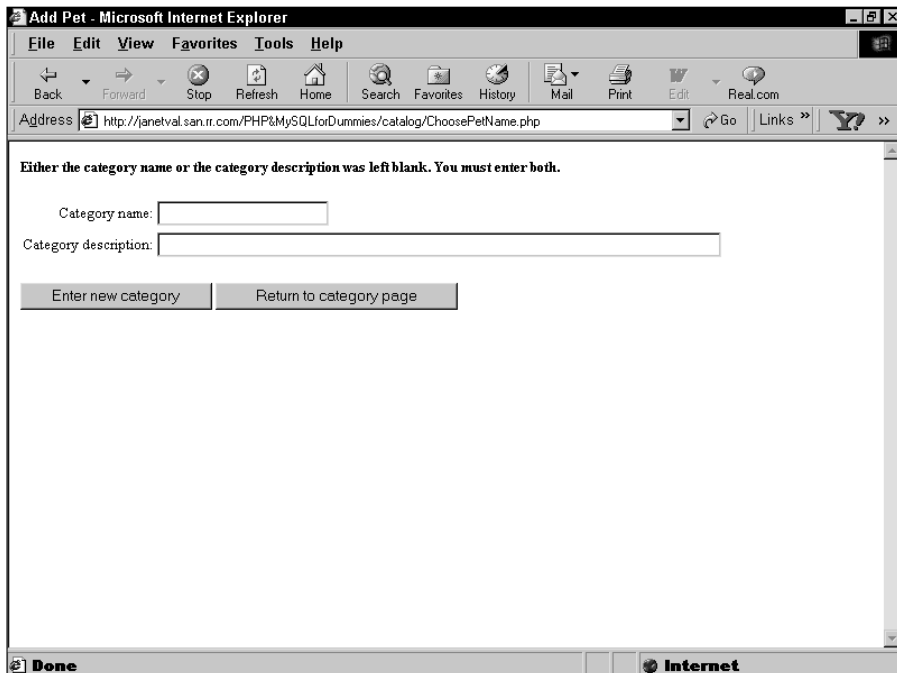 Add Pet - Microsoft Internet Explorer
File Edit View Favorites Tools Help
Back Forward Stop Refresh Home Search Favorites History Mail Print Edit Real.com
Address http://janetval.san.rr.com/PHP&MySQLforDummies/catalog/ChoosePetName.php Go Links »
Either the category name or the category description was left blank. You must enter both.
Category name:
Category description:
Enter new category Return to category page
Done Internet